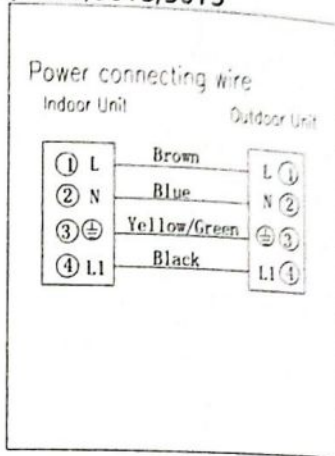 Power connecting wire
Indoor Unit
Outdoor Unit
① L Brown L ①
② N Blue N ②
③ ⏚ Yellow/Green ⏚ ③
④ L1 Black L1 ④